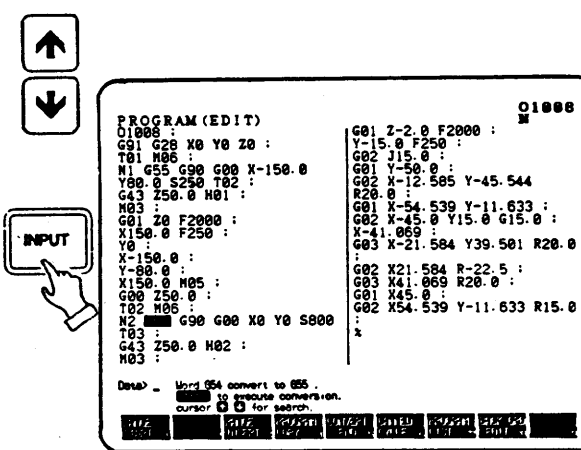 INPUT
O1008
N
PROGRAM(EDIT)
O1008 ;
G91 G28 X0 Y0 Z0 ;
T01 M06 ;
N1 G55 G90 G00 X-150.0
Y80.0 S250 T02 ;
G43 Z50.0 H01 ;
M03 ;
G01 Z0 F2000 ;
X150.0 F250 ;
Y0 ;
X-150.0 ;
Y-80.0 ;
X150.0 M05 ;
G00 Z50.0 ;
T02 M06 ;
N2 G90 G00 X0 Y0 S800
T03 ;
G43 Z50.0 H02 ;
M03 ;
G01 Z-2.0 F2000 ;
Y-15.0 F250 ;
G02 J15.0 ;
G01 Y-50.0 ;
G02 X-12.585 Y-45.544
R20.0 ;
G01 X-54.539 Y-11.633 ;
G02 X-45.0 Y15.0 G15.0 ;
X-41.069 ;
G03 X-21.584 Y39.501 R20.0
;
G02 X21.584 R-22.5 ;
G03 X41.069 R20.0 ;
G01 X45.0 ;
G02 X54.539 Y-11.633 R15.0
;
%
Data> _ Word G54 convert to G55 .
to execute conversion.
cursor for search.